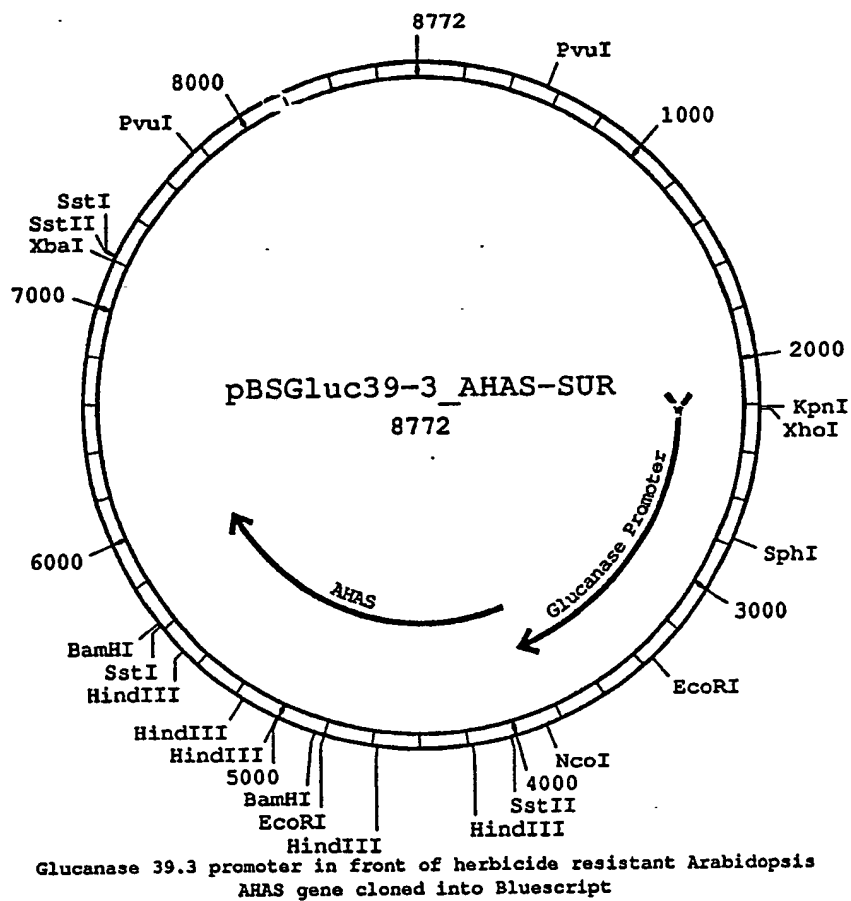 8772
PvuI
8000
1000
PvuI
SstI
SstII
XbaI
7000
2000
pBSGluc39-3_AHAS-SUR
8772
KpnI
XhoI
Glucanase Promoter
SphI
6000
AHAS
3000
BamHI
SstI
HindIII
EcoRI
HindIII
HindIII
5000
NcoI
4000
BamHI
SstII
EcoRI
HindIII
HindIII
Glucanase 39.3 promoter in front of herbicide resistant Arabidopsis
AHAS gene cloned into Bluescript